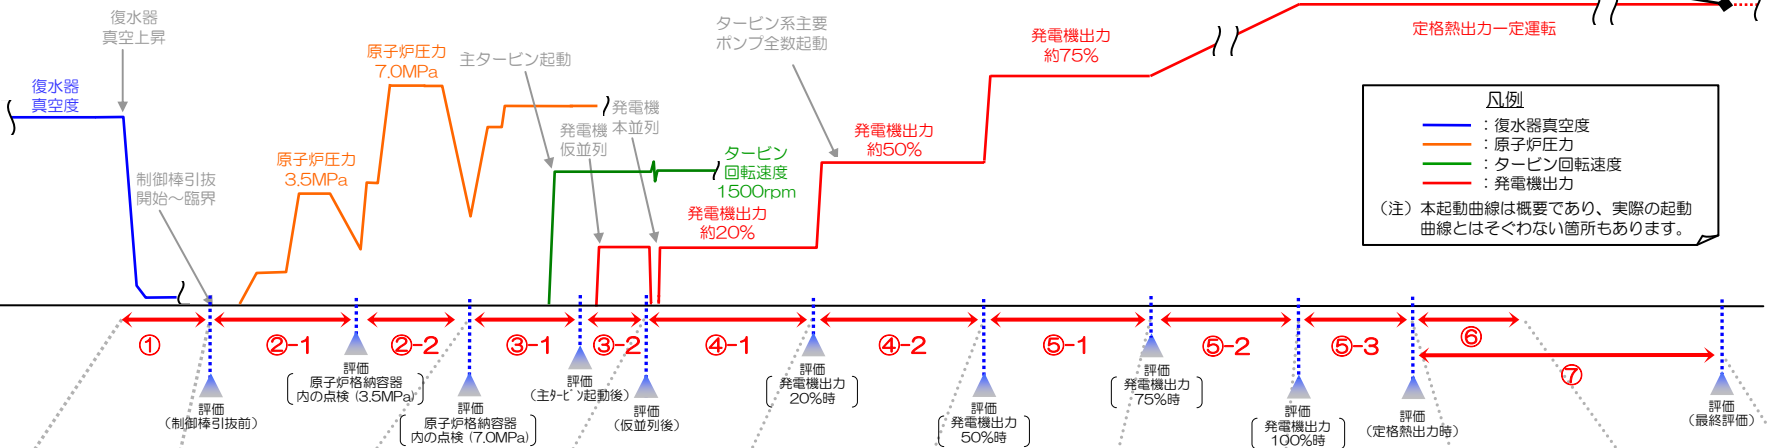 復水器
真空上昇
復水器
真空度
制御棒引抜
開始～臨界
原子炉圧力
3.5MPa
原子炉圧力
7.0MPa
主タービン起動
発電機
仮並列
発電機
本並列
タービン
回転速度
1500rpm
発電機出力
約20%
タービン系主要
ポンプ全数起動
発電機出力
約50%
発電機出力
約75%
定格熱出力一定運転
凡例
：復水器真空度
：原子炉圧力
：タービン回転速度
：発電機出力
（注）本起動曲線は概要であり、実際の起動
曲線とはそぐわない箇所もあります。
①
②-1
②-2
③-1
③-2
④-1
④-2
⑤-1
⑤-2
⑤-3
⑥
⑦
評価
（制御棒引抜前）
評価
原子炉格納容器
内の点検（3.5MPa）
評価
原子炉格納容器
内の点検（7.0MPa）
評価
（主ﾀｰﾋﾞﾝ起動後）
評価
（仮並列後）
評価
発電機出力
20%時
評価
発電機出力
50%時
評価
発電機出力
75%時
評価
発電機出力
100%時
評価
（定格熱出力時）
評価
（最終評価）